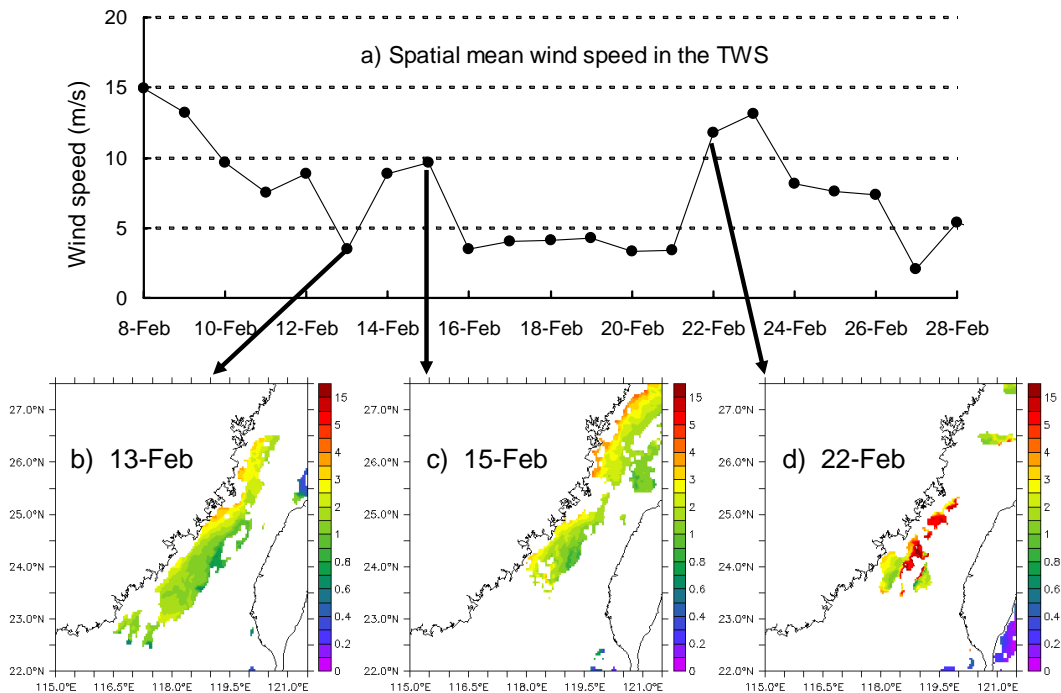 a) Spatial mean wind speed in the TWS
Wind speed (m/s)
20
15
10
5
0
8-Feb 10-Feb 12-Feb 14-Feb 16-Feb 18-Feb 20-Feb 22-Feb 24-Feb 26-Feb 28-Feb
b) 13-Feb
27.0°N
26.0°N
25.0°N
24.0°N
23.0°N
22.0°N
115.0°E 116.5°E 118.0°E 119.5°E 121.0°E
15
5
4
3
2
1
0.8
0.6
0.4
0.2
0
c) 15-Feb
27.0°N
26.0°N
25.0°N
24.0°N
23.0°N
22.0°N
115.0°E 116.5°E 118.0°E 119.5°E 121.0°E
15
5
4
3
2
1
0.8
0.6
0.4
0.2
0
d) 22-Feb
27.0°N
26.0°N
25.0°N
24.0°N
23.0°N
22.0°N
115.0°E 116.5°E 118.0°E 119.5°E 121.0°E
15
5
4
3
2
1
0.8
0.6
0.4
0.2
0